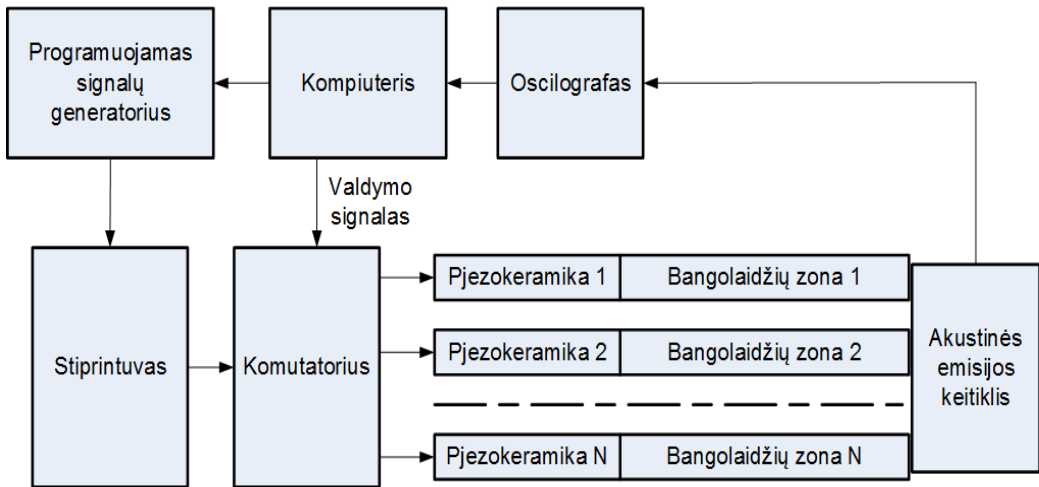 Programuojamas
signalų
generatorius
Kompiuteris
Oscilografas
Valdymo
signalas
Stiprintuvas
Komutatorius
Pjezokeramika 1
Bangolaidžių zona 1
Pjezokeramika 2
Bangolaidžių zona 2
Pjezokeramika N
Bangolaidžių zona N
Akustinės
emisijos
keitiklis